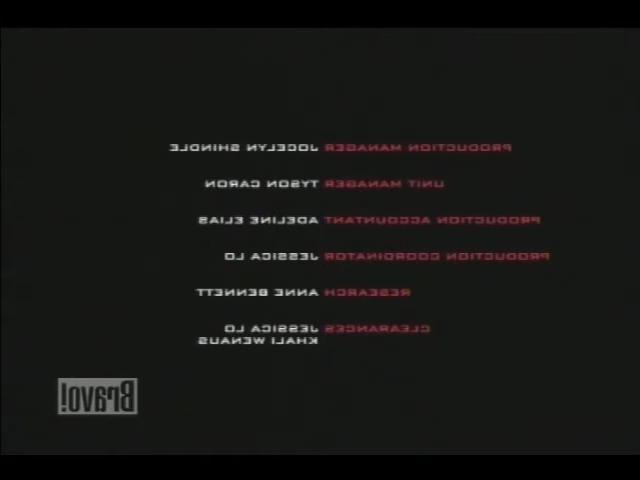 PRODUCTION MANAGER JOCELYN SHINDLE
UNIT MANAGER TYSON CARON
PRODUCTION ACCOUNTANT ADELINE ELIAS
PRODUCTION COORDINATOR JESSICA LO
RESEARCH ANNE BENNETT
CLEARANCES JESSICA LO
KHALI WENAUS
Bravo!